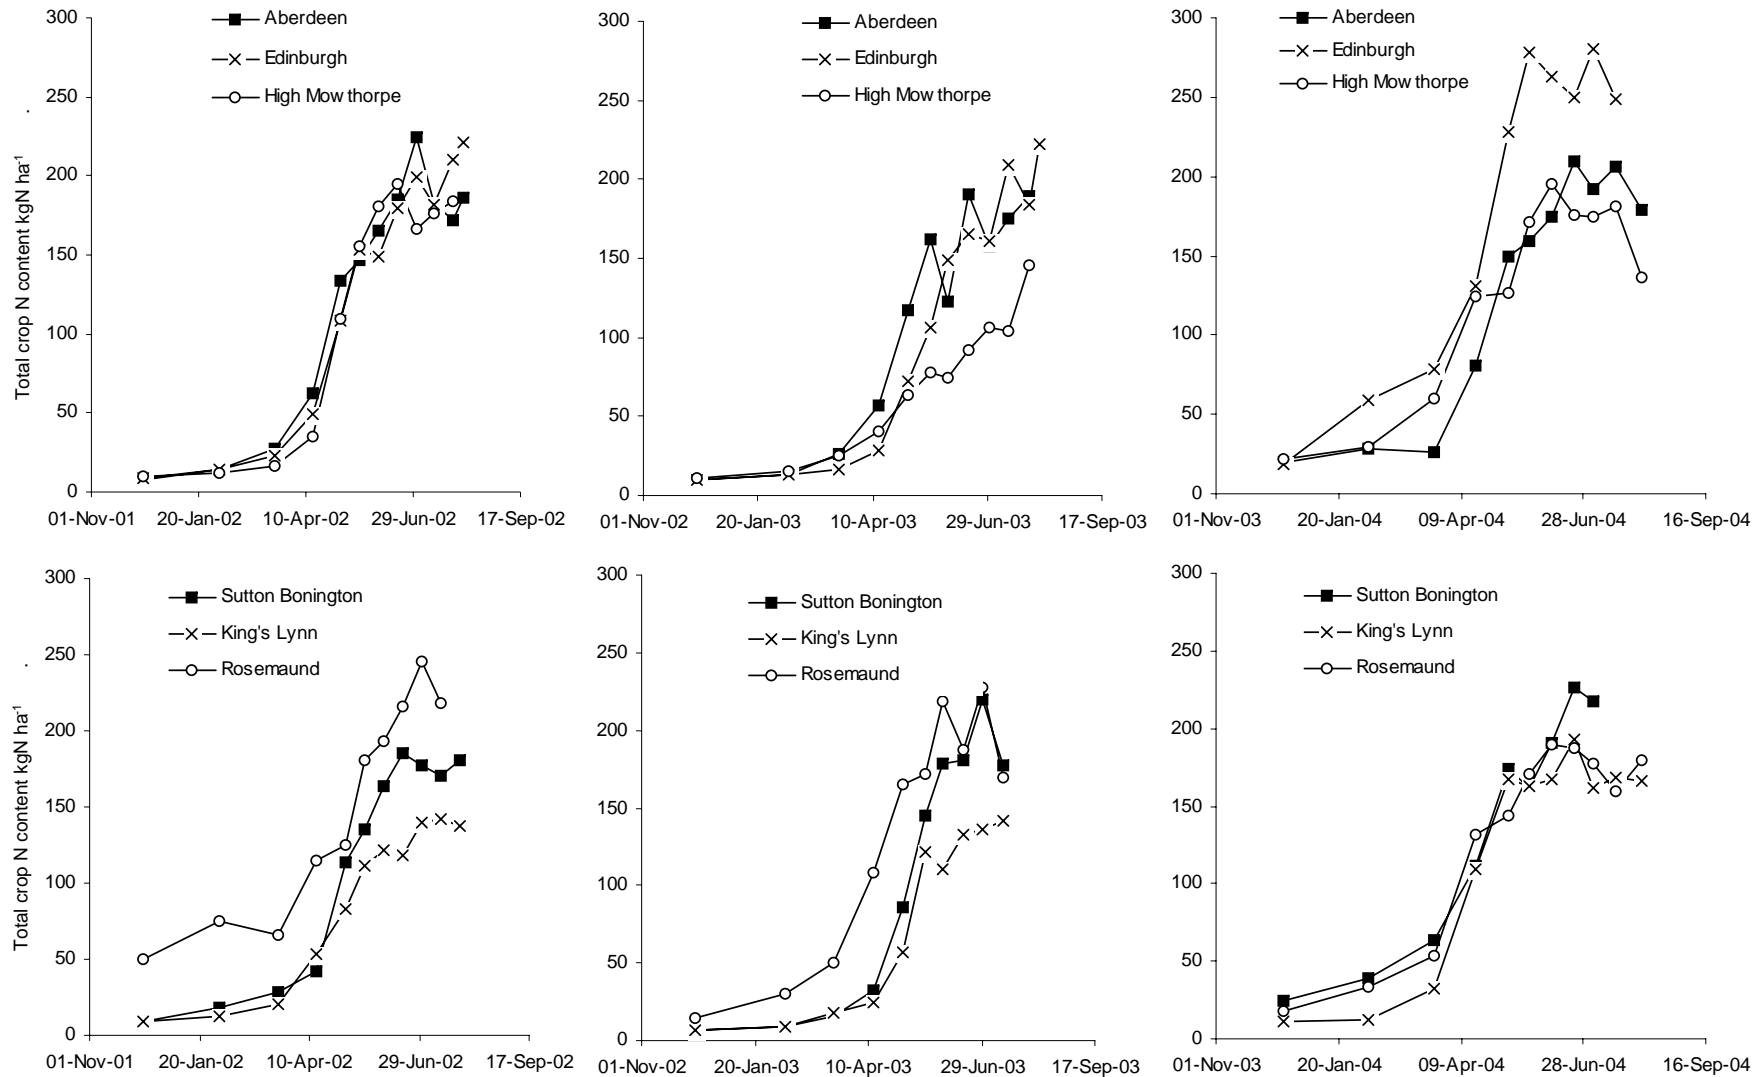 300
Aberdeen
Edinburgh
High Mow thorpe
250
200
150
100
50
0
Total crop N content kgN ha-1
01-Nov-01 20-Jan-02 10-Apr-02 29-Jun-02 17-Sep-02
300
Aberdeen
Edinburgh
High Mow thorpe
250
200
150
100
50
0
01-Nov-02 20-Jan-03 10-Apr-03 29-Jun-03 17-Sep-03
300
Aberdeen
Edinburgh
High Mow thorpe
250
200
150
100
50
0
01-Nov-03 20-Jan-04 09-Apr-04 28-Jun-04 16-Sep-04
300
Sutton Bonington
King's Lynn
Rosemaund
250
200
150
100
50
0
Total crop N content kgN ha-1
01-Nov-01 20-Jan-02 10-Apr-02 29-Jun-02 17-Sep-02
300
Sutton Bonington
King's Lynn
Rosemaund
250
200
150
100
50
0
01-Nov-02 20-Jan-03 10-Apr-03 29-Jun-03 17-Sep-03
300
Sutton Bonington
King's Lynn
Rosemaund
250
200
150
100
50
0
01-Nov-03 20-Jan-04 09-Apr-04 28-Jun-04 16-Sep-04